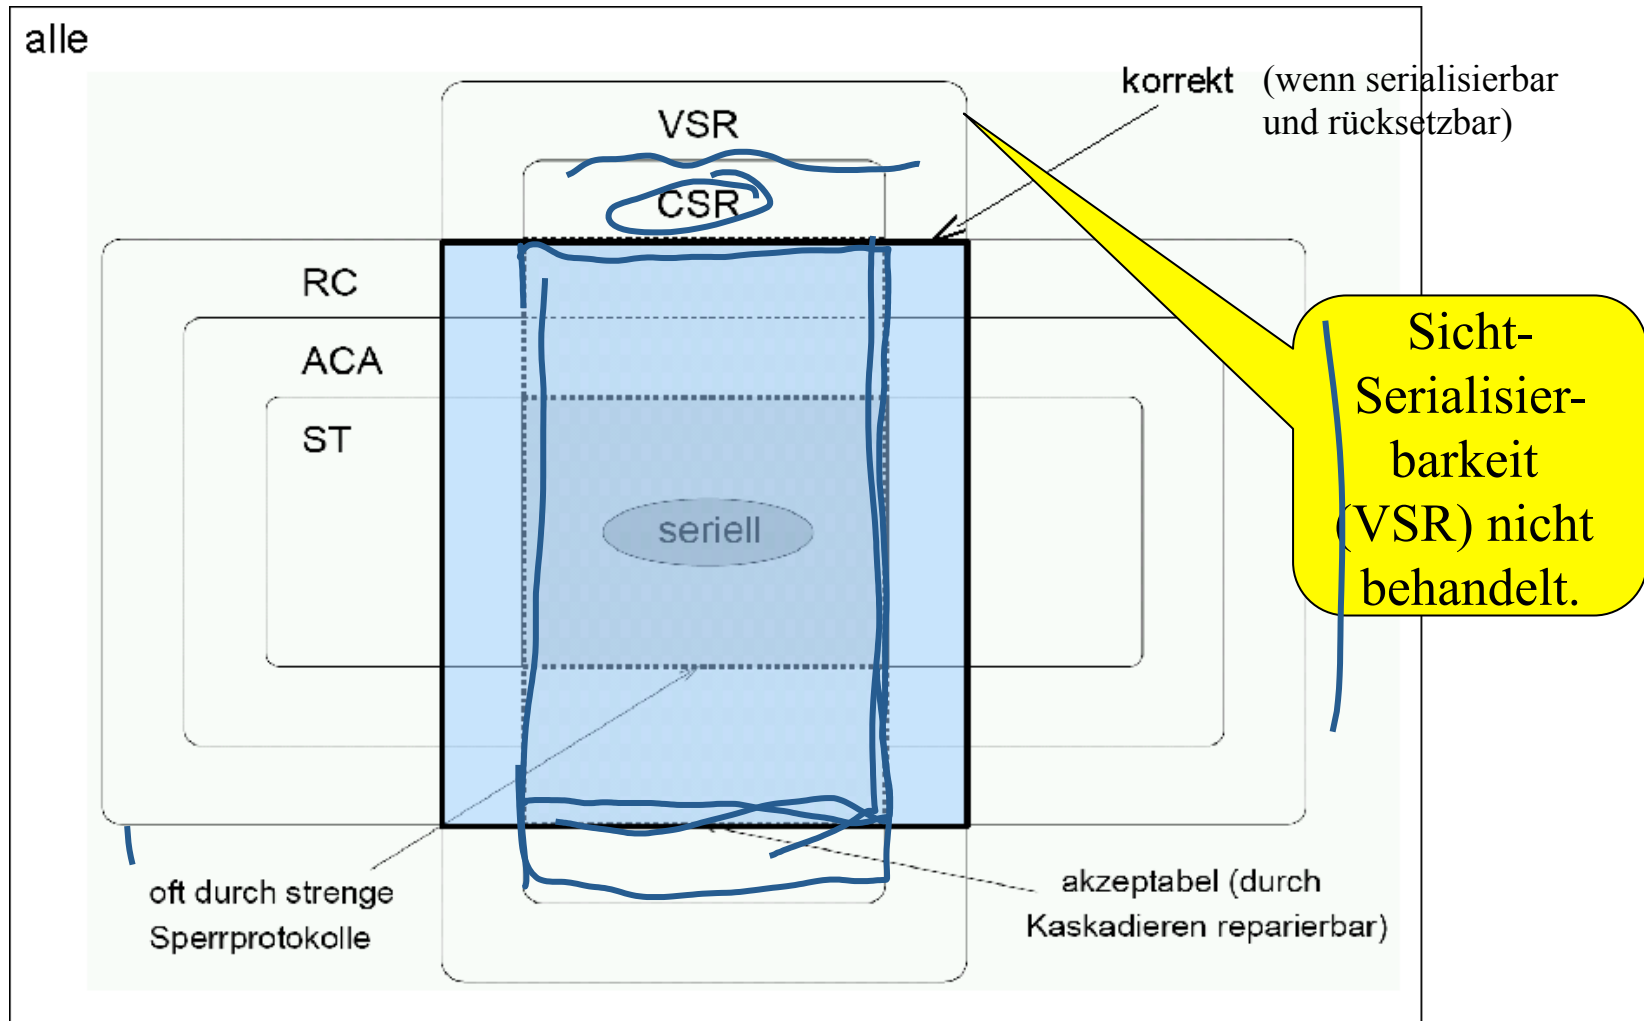 alle
korrekt (wenn serialisierbar
und rücksetzbar)
VSR
CSR
RC
ACA
ST
seriell
Sicht-
Serialisier-
barkeit
(VSR) nicht
behandelt.
oft durch strenge
Sperrprotokolle
akzeptabel (durch
Kaskadieren reparierbar)